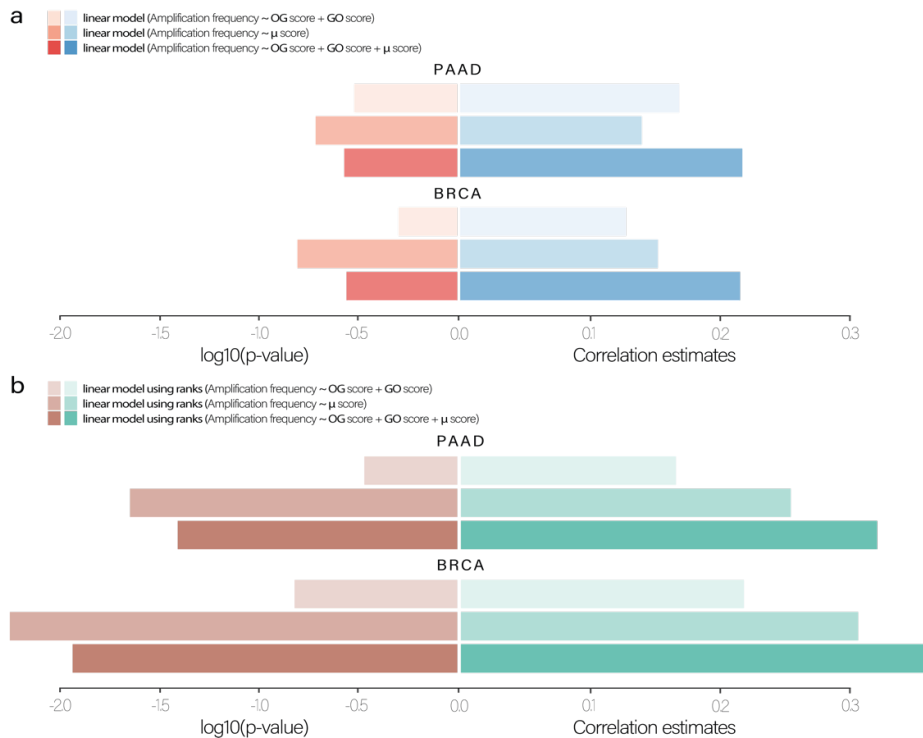 a
linear model (Amplification frequency ~ OG score + GO score)
linear model (Amplification frequency ~ µ score)
linear model (Amplification frequency ~ OG score + GO score + µ score)
PAAD
BRCA
-2.0 -1.5 -1.0 -0.5 0.0 0.1 0.2 0.3
log10(p-value) Correlation estimates
b
linear model using ranks (Amplification frequency ~ OG score + GO score)
linear model using ranks (Amplification frequency ~ µ score)
linear model using ranks (Amplification frequency ~ OG score + GO score + µ score)
PAAD
BRCA
-2.0 -1.5 -1.0 -0.5 0.0 0.1 0.2 0.3
log10(p-value) Correlation estimates